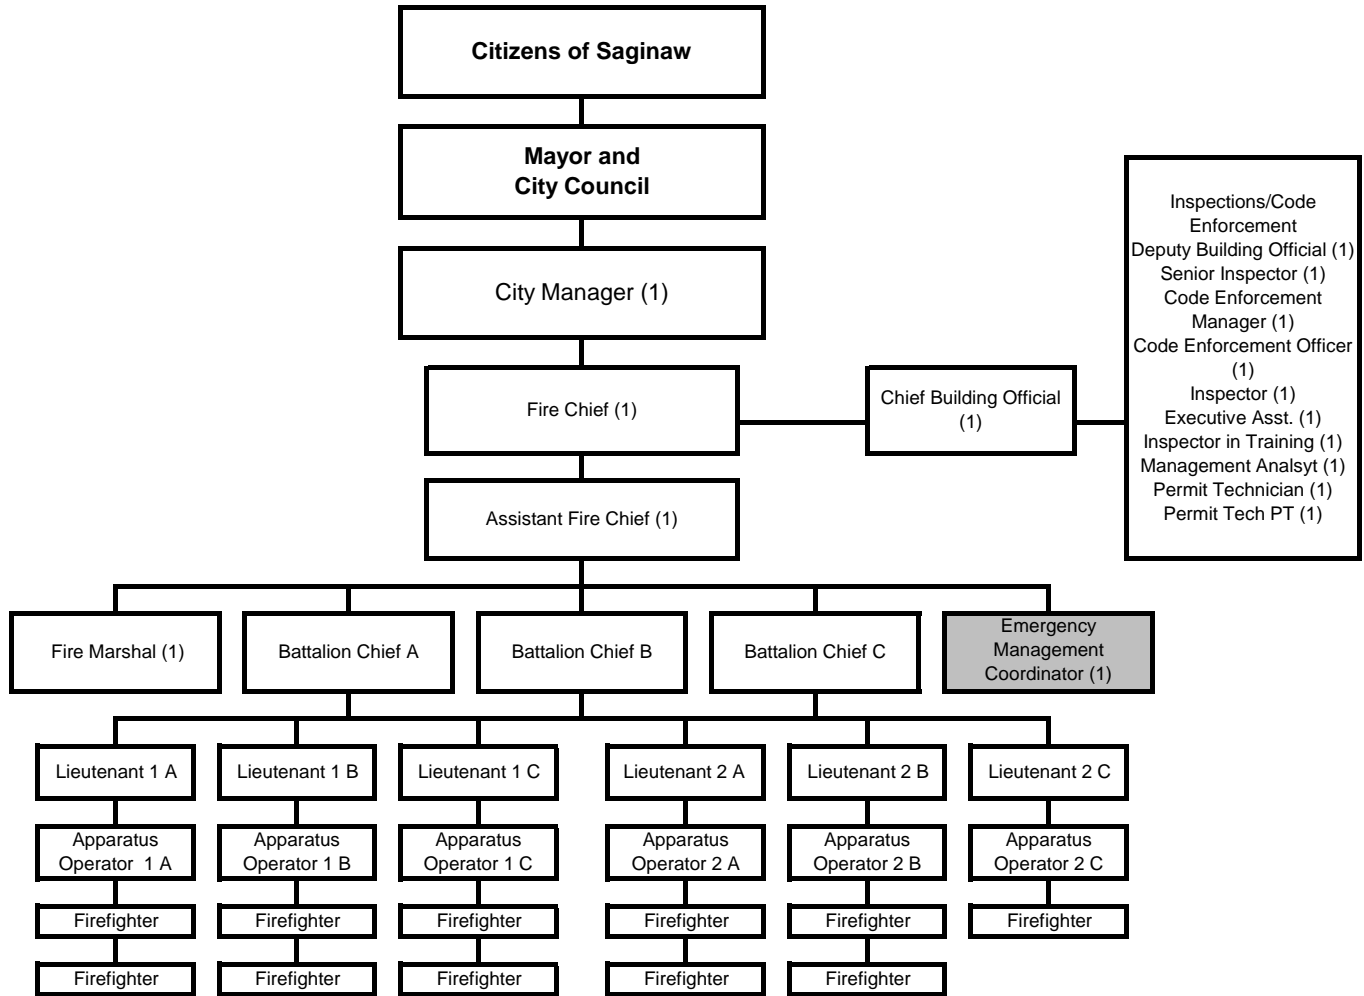 Citizens of Saginaw
Mayor and
City Council
City Manager (1)
Fire Chief (1)
Chief Building Official
(1)
Inspections/Code
Enforcement
Deputy Building Official (1)
Senior Inspector (1)
Code Enforcement
Manager (1)
Code Enforcement Officer
(1)
Inspector (1)
Executive Asst. (1)
Inspector in Training (1)
Management Analsyt (1)
Permit Technician (1)
Permit Tech PT (1)
Assistant Fire Chief (1)
Fire Marshal (1)
Battalion Chief A
Battalion Chief B
Battalion Chief C
Emergency
Management
Coordinator (1)
Lieutenant 1 A
Lieutenant 1 B
Lieutenant 1 C
Lieutenant 2 A
Lieutenant 2 B
Lieutenant 2 C
Apparatus
Operator 1 A
Apparatus
Operator 1 B
Apparatus
Operator 1 C
Apparatus
Operator 2 A
Apparatus
Operator 2 B
Apparatus
Operator 2 C
Firefighter
Firefighter
Firefighter
Firefighter
Firefighter
Firefighter
Firefighter
Firefighter
Firefighter
Firefighter
Firefighter